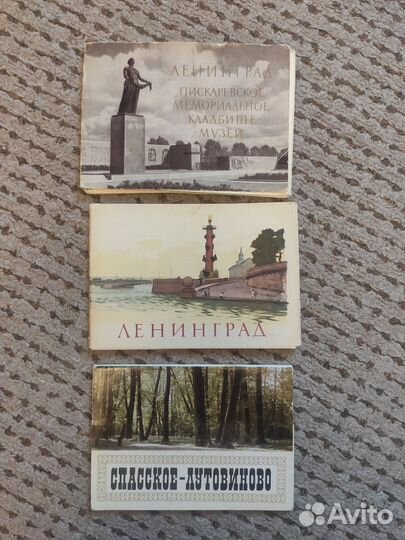 ЛЕНИНГРАД
ПИСКАРЕВСКОЕ
МЕМОРИАЛЬНОЕ
КЛАДБИЩЕ-
МУЗЕЙ
ЛЕНИНГРАД
СПАССКОЕ-ЛУТОВИНОВО
Avito